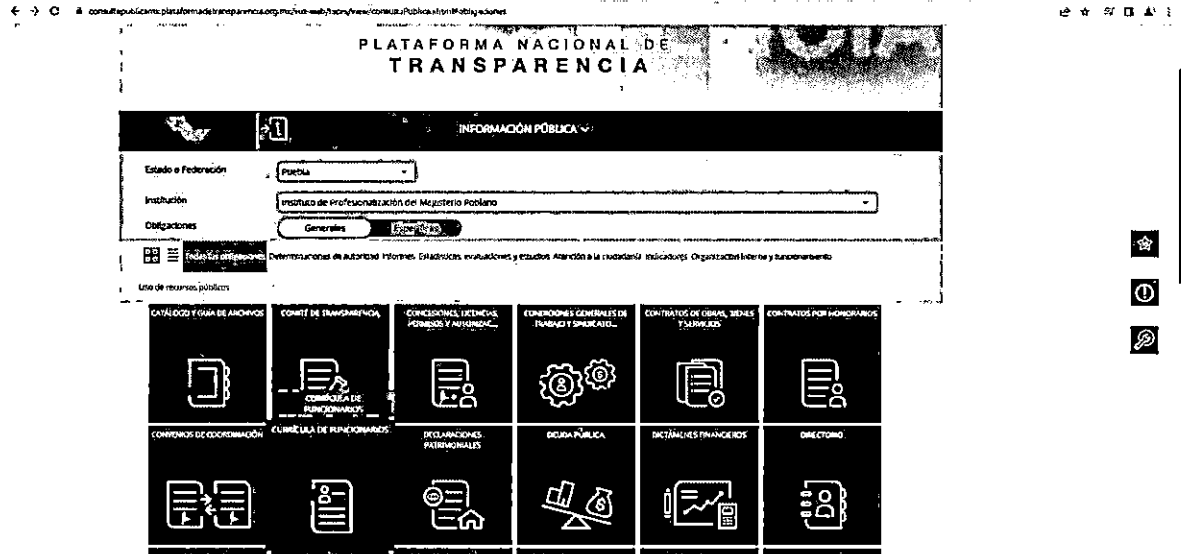 PLATAFORMA NACIONAL DE
TRANSPARENCIA
INFORMACIÓN PÚBLICA
Estado o Federación
Puebla
Institución
Instituto de Profesionalización del Magisterio Poblano
Obligaciones
Generales
Específicas
Todas las obligaciones Determinaciones de autoridad Informes Estadísticas, evaluaciones y estudios Atención a la ciudadanía Indicadores Organización interna y funcionamiento
Uso de recursos públicos
CATÁLOGO Y GUÍA DE ARCHIVOS
COMITÉ DE TRANSPARENCIA
CONCESIONES, LICENCIAS,
PERMISOS Y AUTORIZAC...
CONDICIONES GENERALES DE
TRABAJO Y SINDICATO...
CONTRATOS DE OBRAS, BIENES
Y SERVICIOS
CONTRATOS POR HONORARIOS
CURRÍCULA DE
FUNCIONARIOS
CONVENIOS DE COORDINACIÓN
CURRÍCULA DE FUNCIONARIOS
DECLARACIONES
PATRIMONIALES
DEUDA PÚBLICA
DICTÁMENES FINANCIEROS
DIRECTORIO